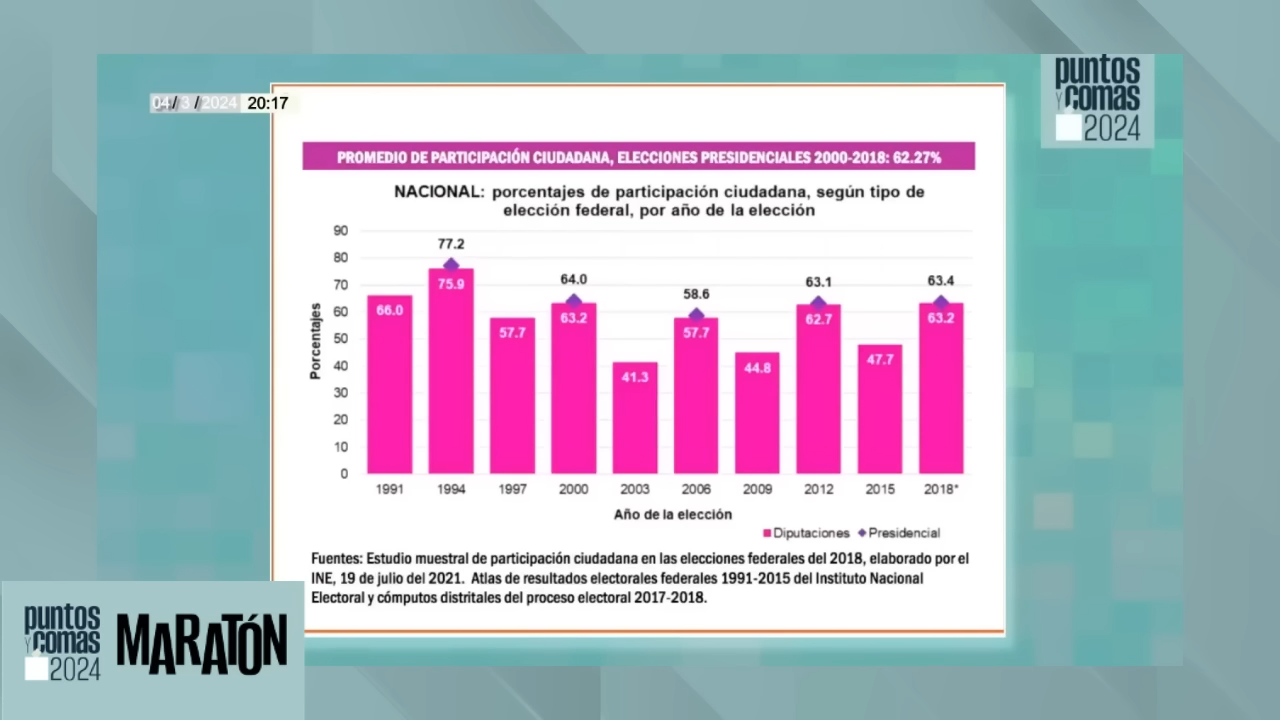 puntos
Y comas
2024
04/ 3 / 2024 20:17
PROMEDIO DE PARTICIPACIÓN CIUDADANA, ELECCIONES PRESIDENCIALES 2000-2018: 62.27%
NACIONAL: porcentajes de participación ciudadana, según tipo de
elección federal, por año de la elección
Porcentajes
90
80
70
60
50
40
30
20
10
0
77.2
64.0
58.6
63.1
63.4
66.0
75.9
57.7
63.2
41.3
57.7
44.8
62.7
47.7
63.2
1991 1994 1997 2000 2003 2006 2009 2012 2015 2018*
Año de la elección
Diputaciones Presidencial
Fuentes: Estudio muestral de participación ciudadana en las elecciones federales del 2018, elaborado por el
INE, 19 de julio del 2021. Atlas de resultados electorales federales 1991-2015 del Instituto Nacional
Electoral y cómputos distritales del proceso electoral 2017-2018.
puntos
Y comas
2024
MARATÓN